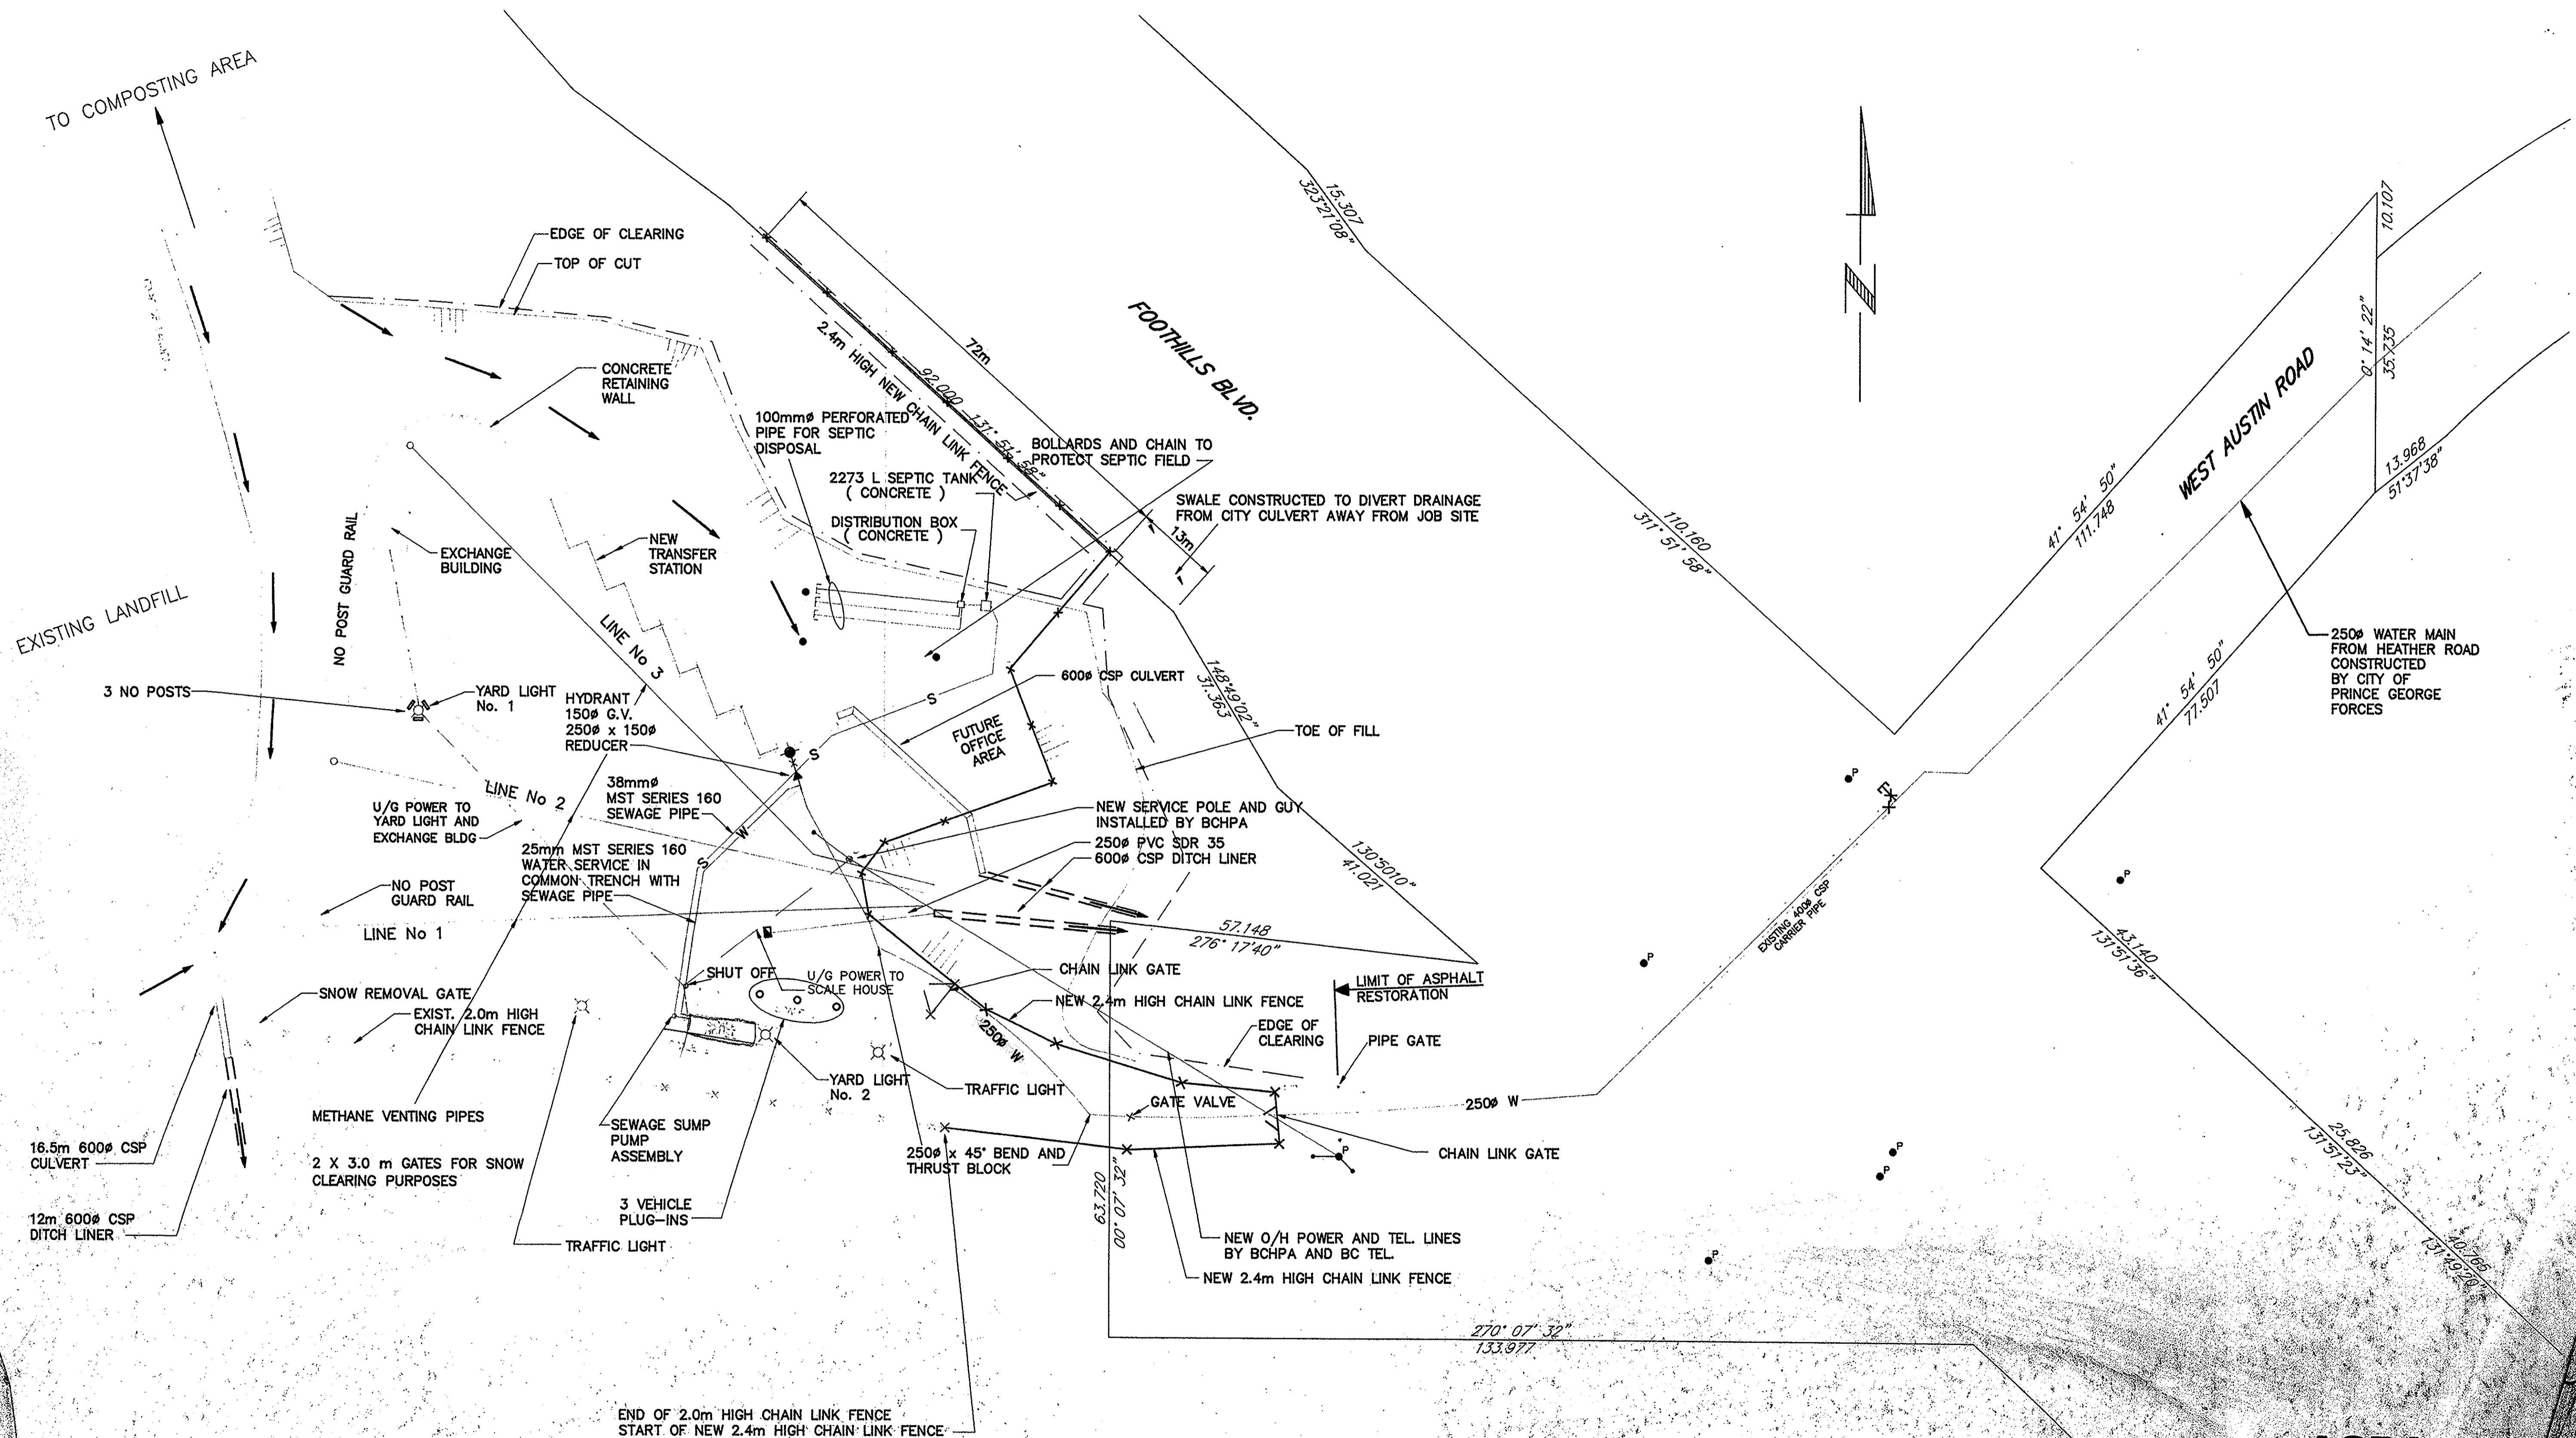 TO COMPOSTING AREA
EDGE OF CLEARING
TOP OF CUT
CONCRETE
RETAINING
WALL
15.307
323°21'08"
10.107
0° 14' 22"
35.735
72m
FOOTHILLS BLVD.
2.4m HIGH NEW CHAIN LINK FENCE
92.000 131° 51' 58"
WEST AUSTIN ROAD
100mmø PERFORATED
PIPE FOR SEPTIC
DISPOSAL
BOLLARDS AND CHAIN TO
PROTECT SEPTIC FIELD
2273 L SEPTIC TANK
( CONCRETE )
DISTRIBUTION BOX
( CONCRETE )
SWALE CONSTRUCTED TO DIVERT DRAINAGE
FROM CITY CULVERT AWAY FROM JOB SITE
13m
110.160
311° 51' 58"
41° 54' 50"
111.748
13.968
51°37'38"
NO POST GUARD RAIL
EXCHANGE
BUILDING
NEW
TRANSFER
STATION
EXISTING LANDFILL
LINE No 3
250ø WATER MAIN
FROM HEATHER ROAD
CONSTRUCTED
BY CITY OF
PRINCE GEORGE
FORCES
3 NO POSTS
YARD LIGHT
No. 1
HYDRANT
150ø G.V.
250ø x 150ø
REDUCER
S
600ø CSP CULVERT
148°49'02"
31.363
41° 54' 50"
77.507
FUTURE
OFFICE
AREA
TOE OF FILL
S
LINE No 2
38mmø
MST SERIES 160
SEWAGE PIPE
W
S
U/G POWER TO
YARD LIGHT AND
EXCHANGE BLDG
NEW SERVICE POLE AND GUY
INSTALLED BY BCHPA
250ø PVC SDR 35
600ø CSP DITCH LINER
P
E
25mm MST SERIES 160
WATER SERVICE IN
COMMON TRENCH WITH
SEWAGE PIPE
130°5010"
41.021
P
NO POST
GUARD RAIL
EXISTING 400ø CSP
CARRIER PIPE
LINE No 1
57.148
276° 17'40"
43.140
131°51'36"
P
SHUT OFF
U/G POWER TO
SCALE HOUSE
CHAIN LINK GATE
LIMIT OF ASPHALT
RESTORATION
SNOW REMOVAL GATE
EXIST. 2.0m HIGH
CHAIN LINK FENCE
NEW 2.4m HIGH CHAIN LINK FENCE
EDGE OF
CLEARING
PIPE GATE
250ø W
YARD LIGHT
No. 2
TRAFFIC LIGHT
GATE VALVE
250ø W
METHANE VENTING PIPES
SEWAGE SUMP
PUMP
ASSEMBLY
250ø x 45° BEND AND
THRUST BLOCK
P
CHAIN LINK GATE
P
P
25.826
131°51'23"
16.5m 600ø CSP
CULVERT
2 X 3.0 m GATES FOR SNOW
CLEARING PURPOSES
63.720
00° 07' 32"
3 VEHICLE
PLUG-INS
12m 600ø CSP
DITCH LINER
TRAFFIC LIGHT
NEW O/H POWER AND TEL. LINES
BY BCHPA AND BC TEL.
NEW 2.4m HIGH CHAIN LINK FENCE
P
40.766
131°49'20"
270° 07' 32"
133.977
END OF 2.0m HIGH CHAIN LINK FENCE
START OF NEW 2.4m HIGH CHAIN LINK FENCE
N